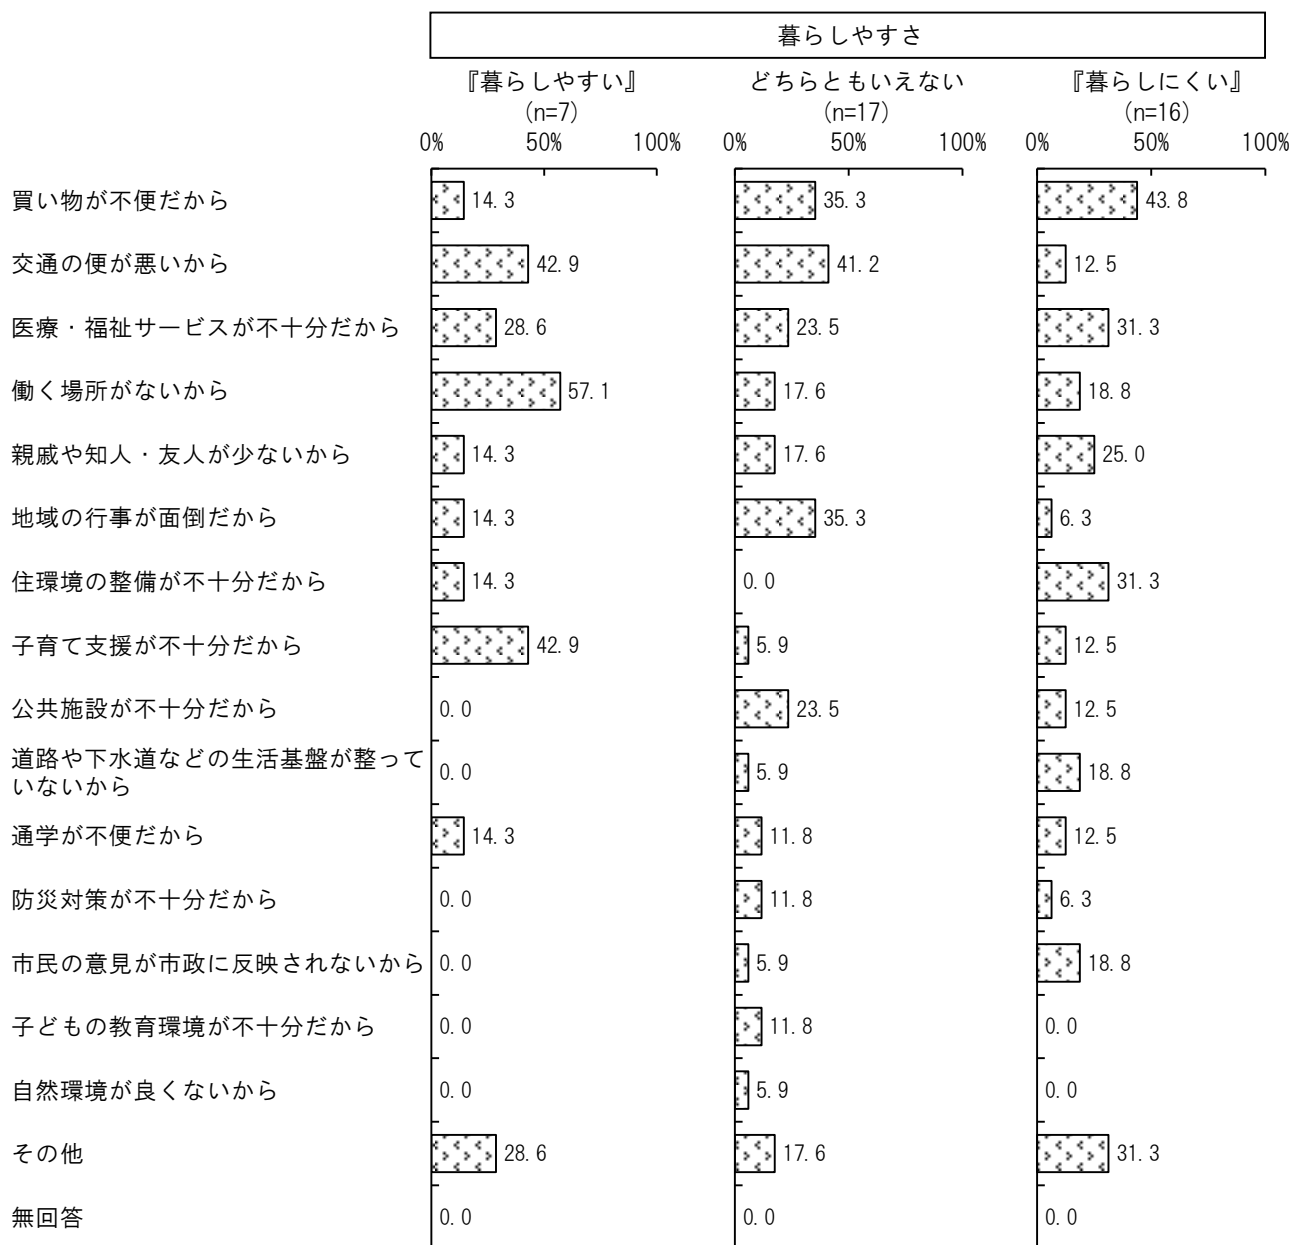 暮らしやすさ
『暮らしやすい』 どちらともいえない 『暮らしにくい』
(n=7) (n=17) (n=16)
0% 50% 100% 0% 50% 100% 0% 50% 100%
買い物が不便だから 14.3 35.3 43.8
交通の便が悪いから 42.9 41.2 12.5
医療・福祉サービスが不十分だから 28.6 23.5 31.3
働く場所がないから 57.1 17.6 18.8
親戚や知人・友人が少ないから 14.3 17.6 25.0
地域の行事が面倒だから 14.3 35.3 6.3
住環境の整備が不十分だから 14.3 0.0 31.3
子育て支援が不十分だから 42.9 5.9 12.5
公共施設が不十分だから 0.0 23.5 12.5
道路や下水道などの生活基盤が整って
いないから 0.0 5.9 18.8
通学が不便だから 14.3 11.8 12.5
防災対策が不十分だから 0.0 11.8 6.3
市民の意見が市政に反映されないから 0.0 5.9 18.8
子どもの教育環境が不十分だから 0.0 11.8 0.0
自然環境が良くないから 0.0 5.9 0.0
その他 28.6 17.6 31.3
無回答 0.0 0.0 0.0